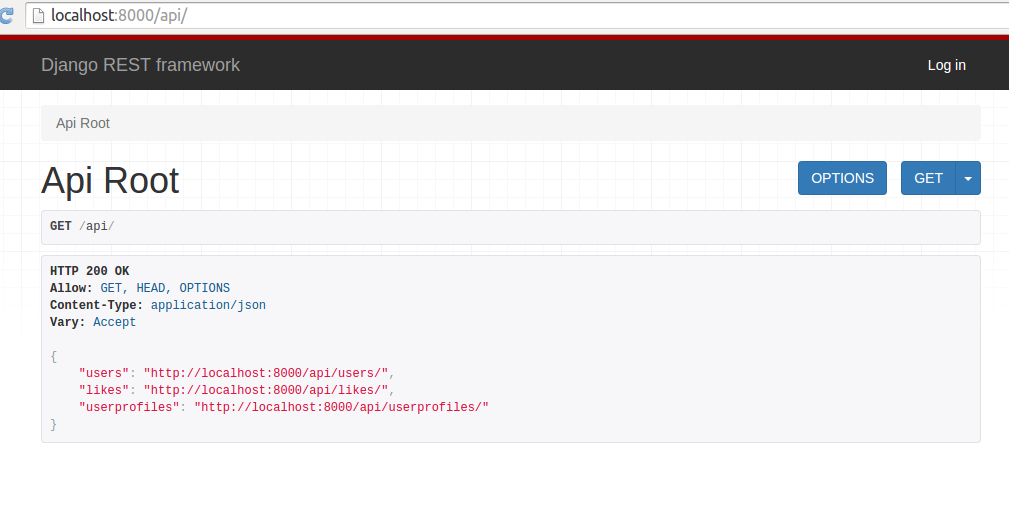 localhost:8000/api/
Django REST framework
Log in
Api Root
Api Root
OPTIONS
GET
GET /api/
HTTP 200 OK
Allow: GET, HEAD, OPTIONS
Content-Type: application/json
Vary: Accept
{
"users": "http://localhost:8000/api/users/",
"likes": "http://localhost:8000/api/likes/",
"userprofiles": "http://localhost:8000/api/userprofiles/"
}